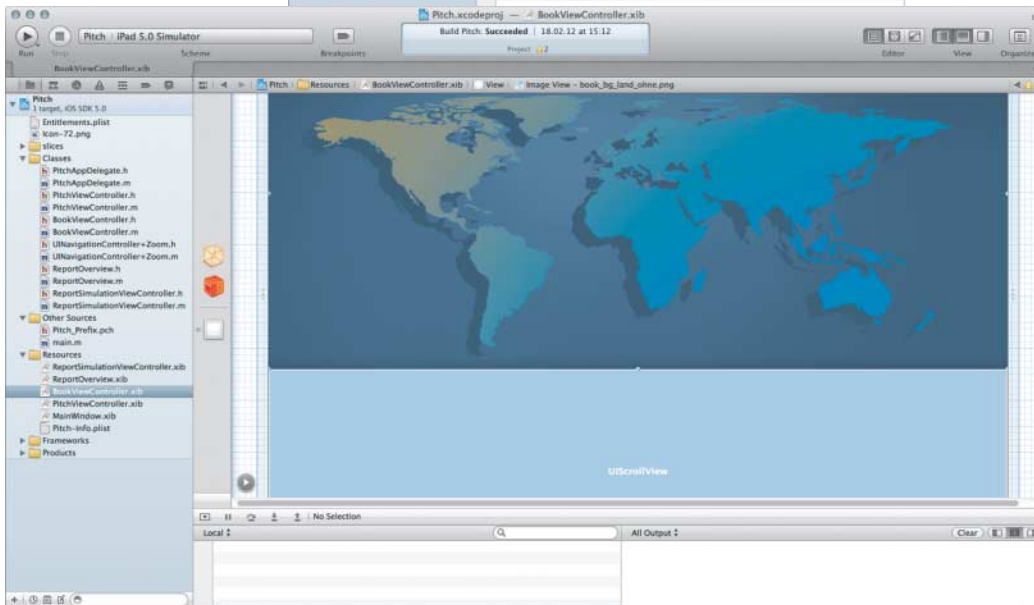 Pitch.xcodeproj — BookViewController.xib
Run
Stop
Pitch
iPad 5.0 Simulator
Scheme
Breakpoints
Build Pitch: Succeeded | 18.02.12 at 15:12
Project 2
Editor
View
Organizer
BookViewController.xib
Pitch
Resources
BookViewController.xib
View
Image View – book_bg_land_ohne.png
Pitch
1 target, iOS SDK 5.0
Entitlements.plist
Icon-72.png
slices
Classes
PitchAppDelegate.h
PitchAppDelegate.m
PitchViewController.h
PitchViewController.m
BookViewController.h
BookViewController.m
UINavigationController+Zoom.h
UINavigationController+Zoom.m
ReportOverview.h
ReportOverview.m
ReportSimulationViewController.h
ReportSimulationViewController.m
Other Sources
Pitch_Prefix.pch
main.m
Resources
ReportSimulationViewController.xib
ReportOverview.xib
BookViewController.xib
PitchViewController.xib
MainWindow.xib
Pitch-Info.plist
Frameworks
Products
UIScrollView
No Selection
Local
All Output
Clear